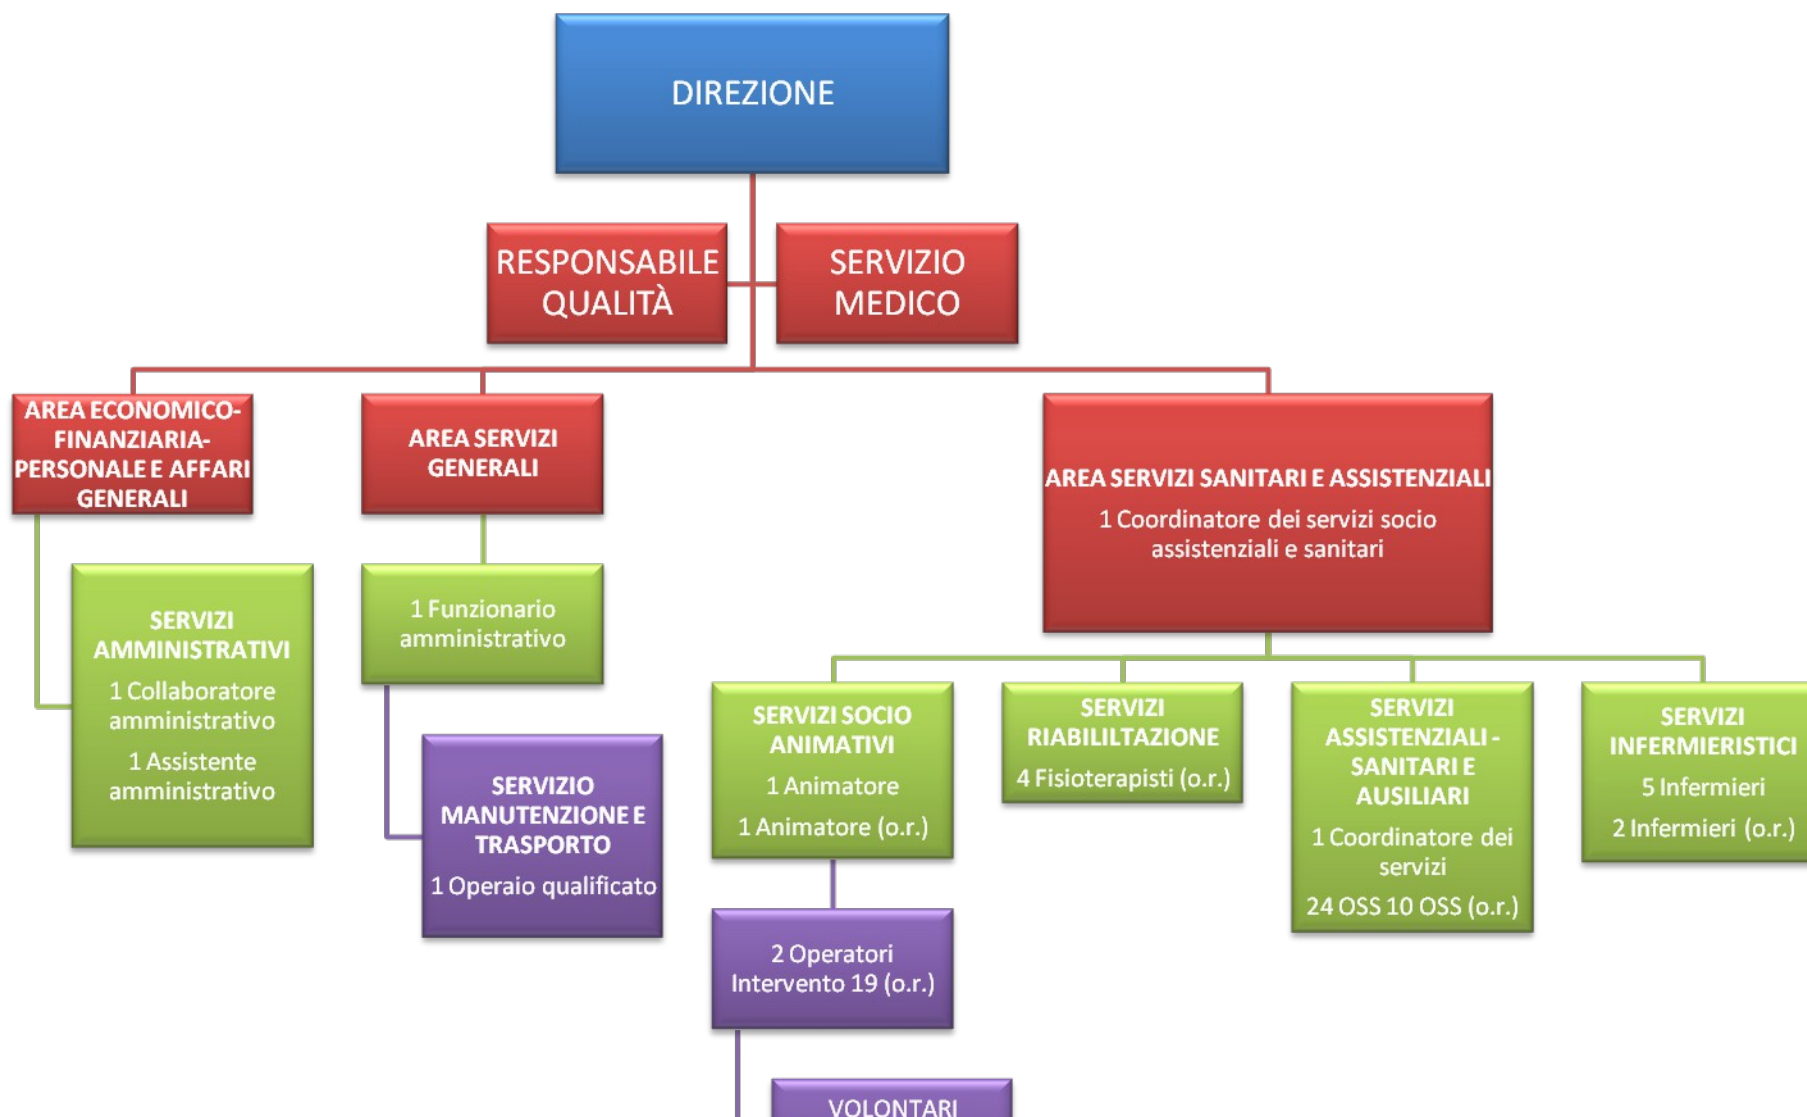 DIREZIONE
RESPONSABILE
QUALITÀ
SERVIZIO
MEDICO
AREA ECONOMICO-
FINANZIARIA-
PERSONALE E AFFARI
GENERALI
AREA SERVIZI
GENERALI
AREA SERVIZI SANITARI E ASSISTENZIALI
1 Coordinatore dei servizi socio
assistenziali e sanitari
SERVIZI
AMMINISTRATIVI
1 Collaboratore
amministrativo
1 Assistente
amministrativo
1 Funzionario
amministrativo
SERVIZIO
MANUTENZIONE E
TRASPORTO
1 Operaio qualificato
SERVIZI SOCIO
ANIMATIVI
1 Animatore
1 Animatore (o.r.)
2 Operatori
Intervento 19 (o.r.)
VOLONTARI
SERVIZI
RIABILILTAZIONE
4 Fisioterapisti (o.r.)
SERVIZI
ASSISTENZIALI -
SANITARI E
AUSILIARI
1 Coordinatore dei
servizi
24 OSS 10 OSS (o.r.)
SERVIZI
INFERMIERISTICI
5 Infermieri
2 Infermieri (o.r.)